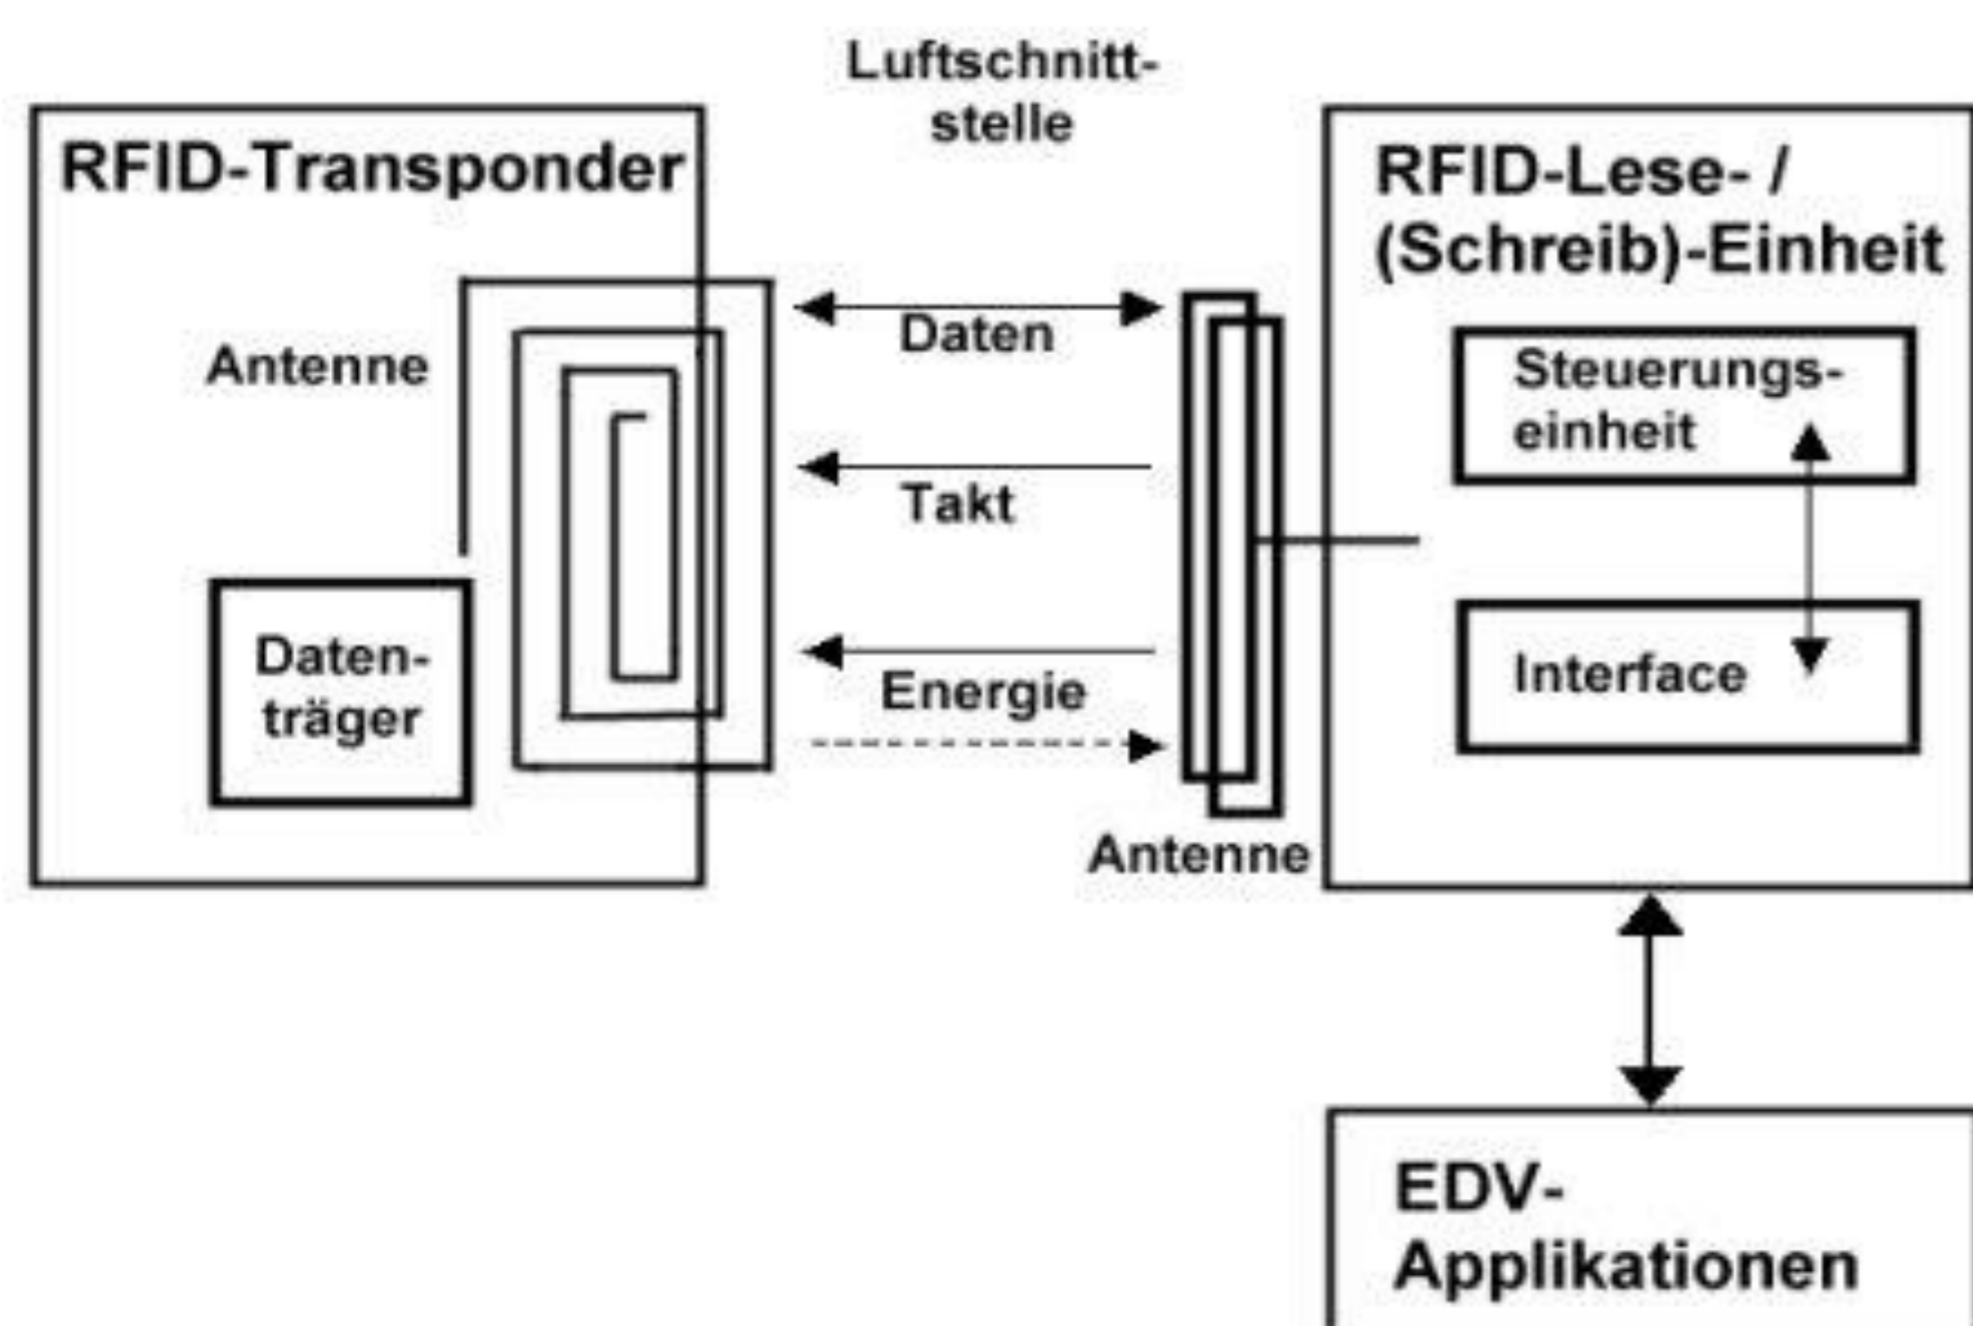 Luftschnitt-
stelle
RFID-Transponder
Antenne
Daten-
träger
Daten
Takt
Energie
Antenne
RFID-Lese- /
(Schreib)-Einheit
Steuerungs-
einheit
Interface
EDV-
Applikationen